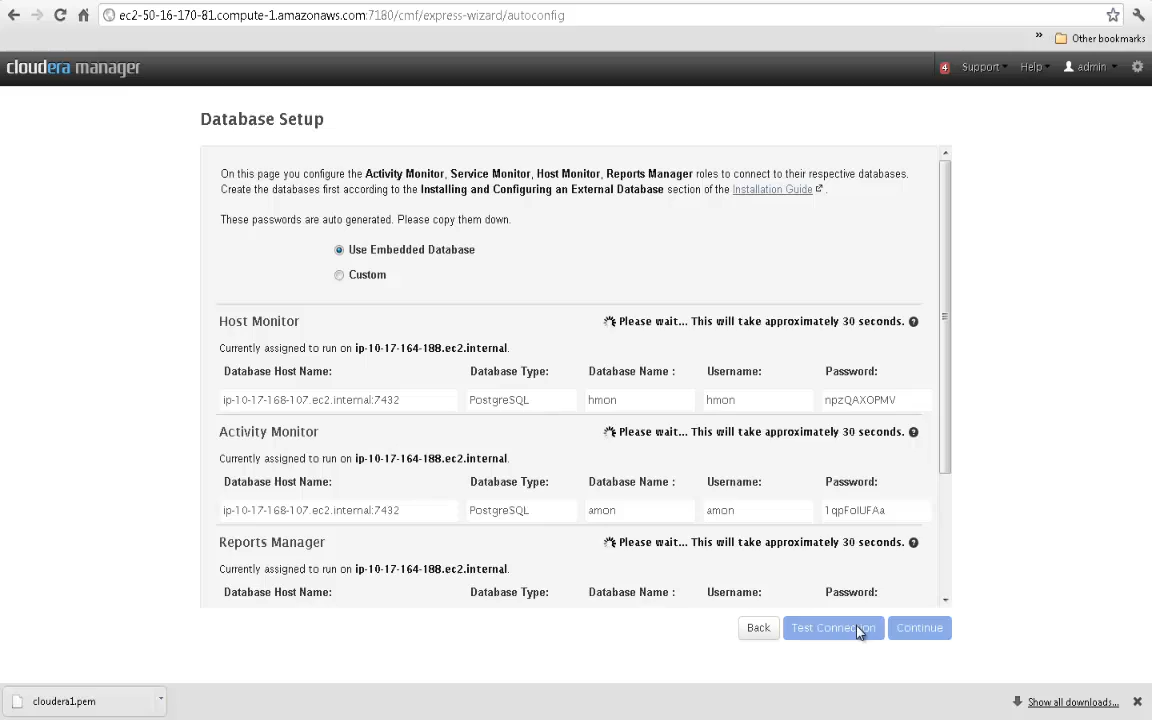 ec2-50-16-170-81.compute-1.amazonaws.com:7180/cmf/express-wizard/autoconfig
» Other bookmarks
cloudera manager 4 Support Help admin
Database Setup
On this page you configure the Activity Monitor, Service Monitor, Host Monitor, Reports Manager roles to connect to their respective databases.
Create the databases first according to the Installing and Configuring an External Database section of the Installation Guide .
These passwords are auto generated. Please copy them down.
Use Embedded Database
Custom
Host Monitor Please wait... This will take approximately 30 seconds. ?
Currently assigned to run on ip-10-17-164-188.ec2.internal.
Database Host Name: Database Type: Database Name : Username: Password:
ip-10-17-168-107.ec2.internal:7432 PostgreSQL hmon hmon npzQAXOPMV
Activity Monitor Please wait... This will take approximately 30 seconds. ?
Currently assigned to run on ip-10-17-164-188.ec2.internal.
Database Host Name: Database Type: Database Name : Username: Password:
ip-10-17-168-107.ec2.internal:7432 PostgreSQL amon amon
Reports Manager Please wait... This will take approximately 30 seconds. ?
Currently assigned to run on ip-10-17-164-188.ec2.internal.
Database Host Name: Database Type: Database Name : Username: Password:
Back Test Connection Continue
cloudera1.pem Show all downloads...